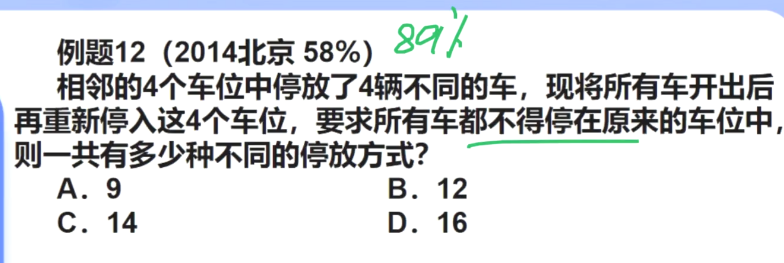 例题12（2014北京 58%） 89%
相邻的4个车位中停放了4辆不同的车，现将所有车开出后
再重新停入这4个车位，要求所有车都不得停在原来的车位中，
则一共有多少种不同的停放方式？
A．9 B．12
C．14 D．16